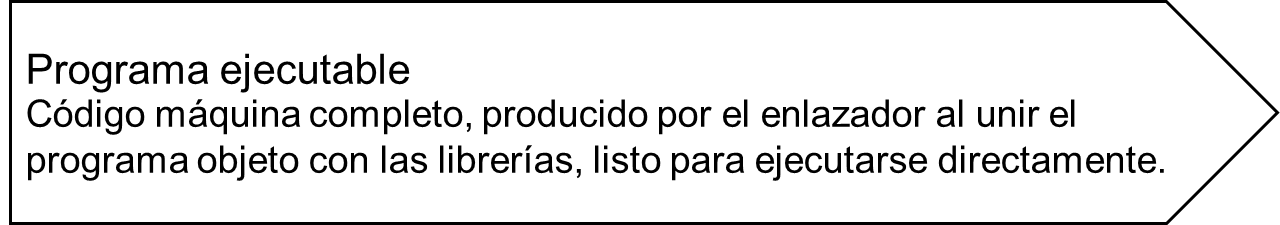 Programa ejecutable
Código máquina completo, producido por el enlazador al unir el
programa objeto con las librerías, listo para ejecutarse directamente.